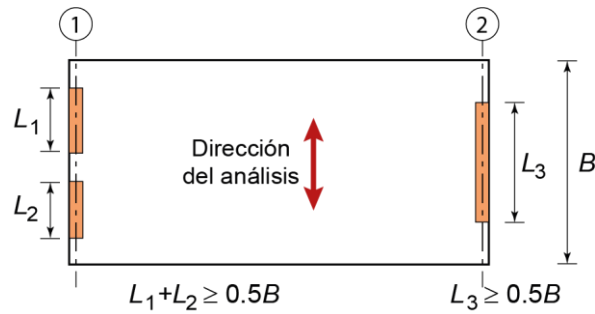 1
2
L₁
L₂
Dirección
del análisis
L₃
B
L₁+L₂ ≥ 0.5B
L₃ ≥ 0.5B